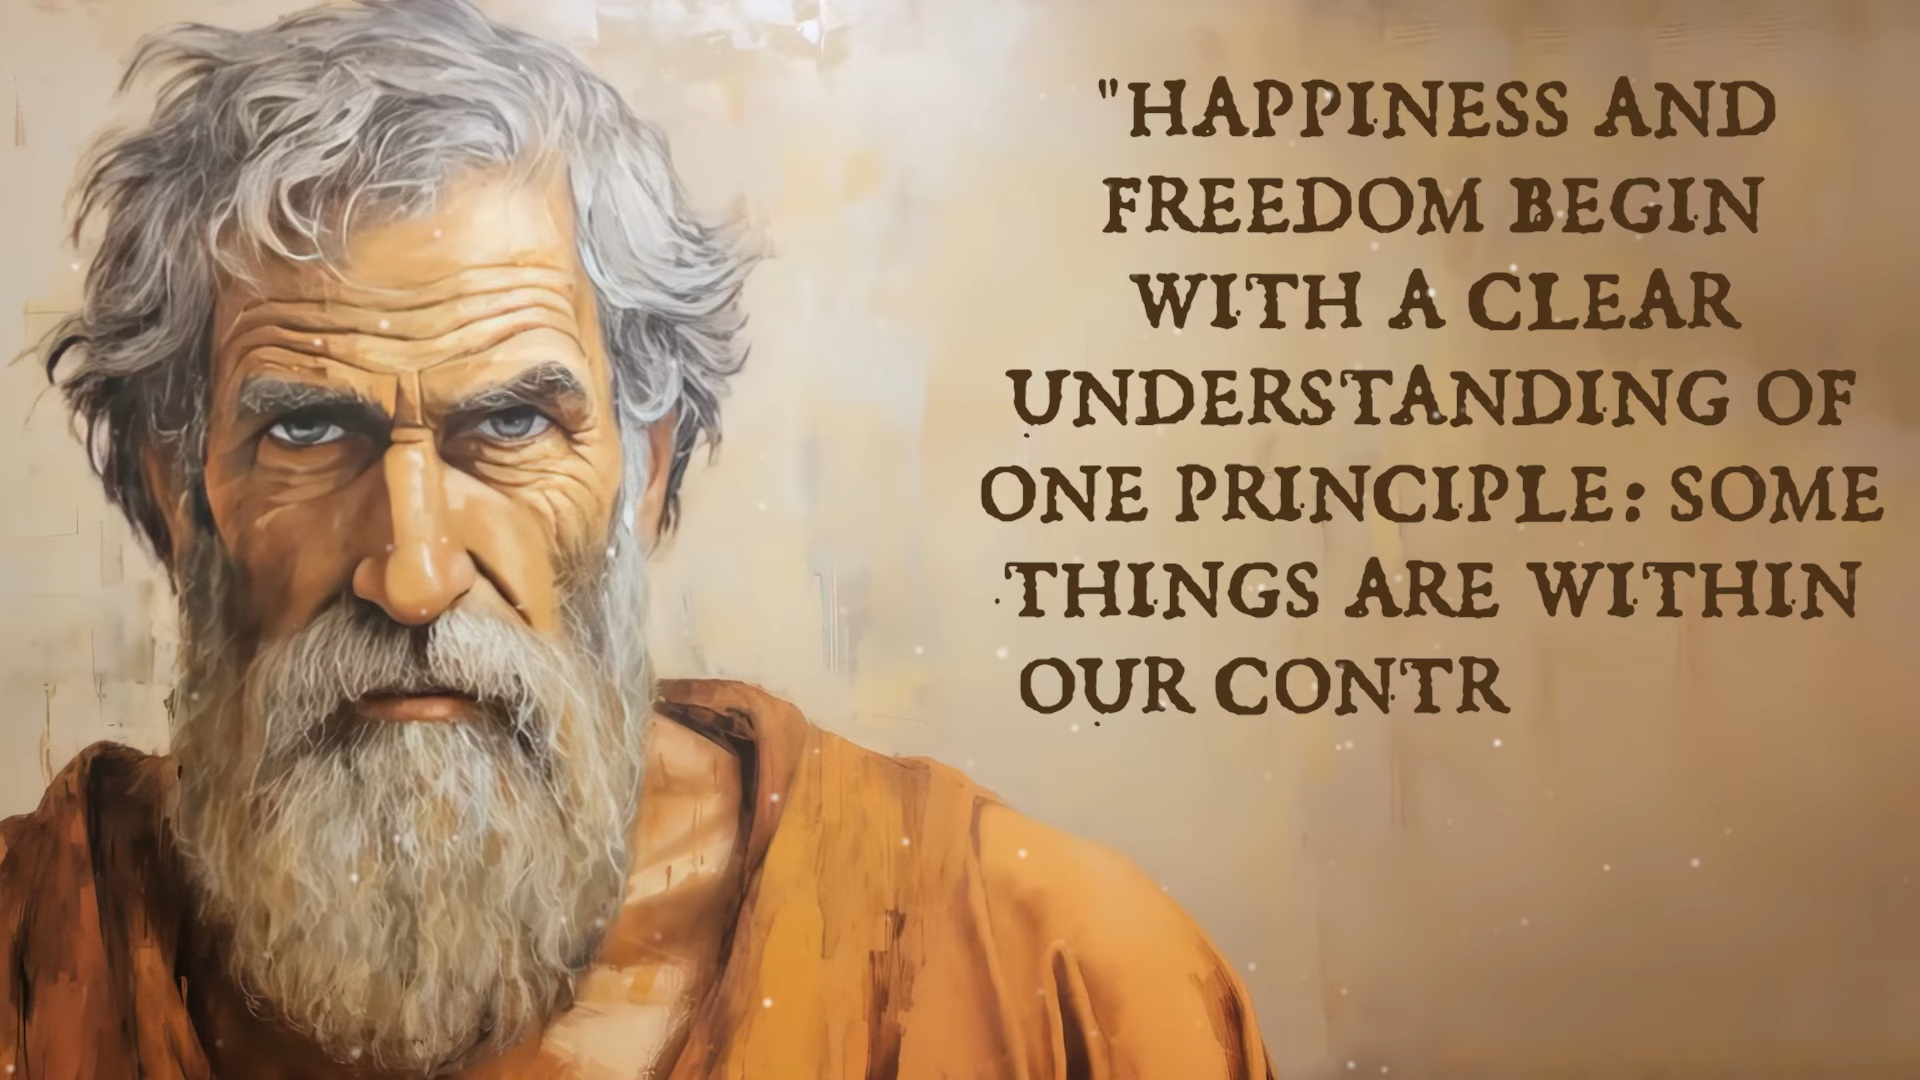 "HAPPINESS AND
FREEDOM BEGIN
WITH A CLEAR
UNDERSTANDING OF
ONE PRINCIPLE: SOME
THINGS ARE WITHIN
OUR CONTR